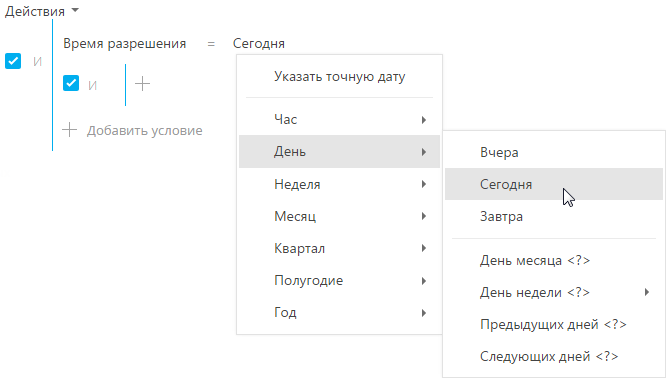 Действия
Время разрешения = Сегодня
И
И
Добавить условие
Указать точную дату
Час
День
Неделя
Месяц
Квартал
Полугодие
Год
Вчера
Сегодня
Завтра
День месяца <?>
День недели <?>
Предыдущих дней <?>
Следующих дней <?>